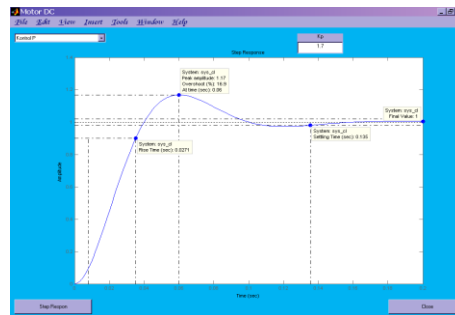 Motor DC
File Edit View Insert Tools Window Help
Kontrol P
Kp
1.7
Step Response
System: sys_cl
Peak amplitude: 1.17
Overshoot (%): 16.9
At time (sec): 0.06
System: sys_cl
Final Value: 1
System: sys_cl
Settling Time (sec): 0.135
System: sys_cl
Rise Time (sec): 0.0271
Amplitude
Time (sec)
Step Respon
Close